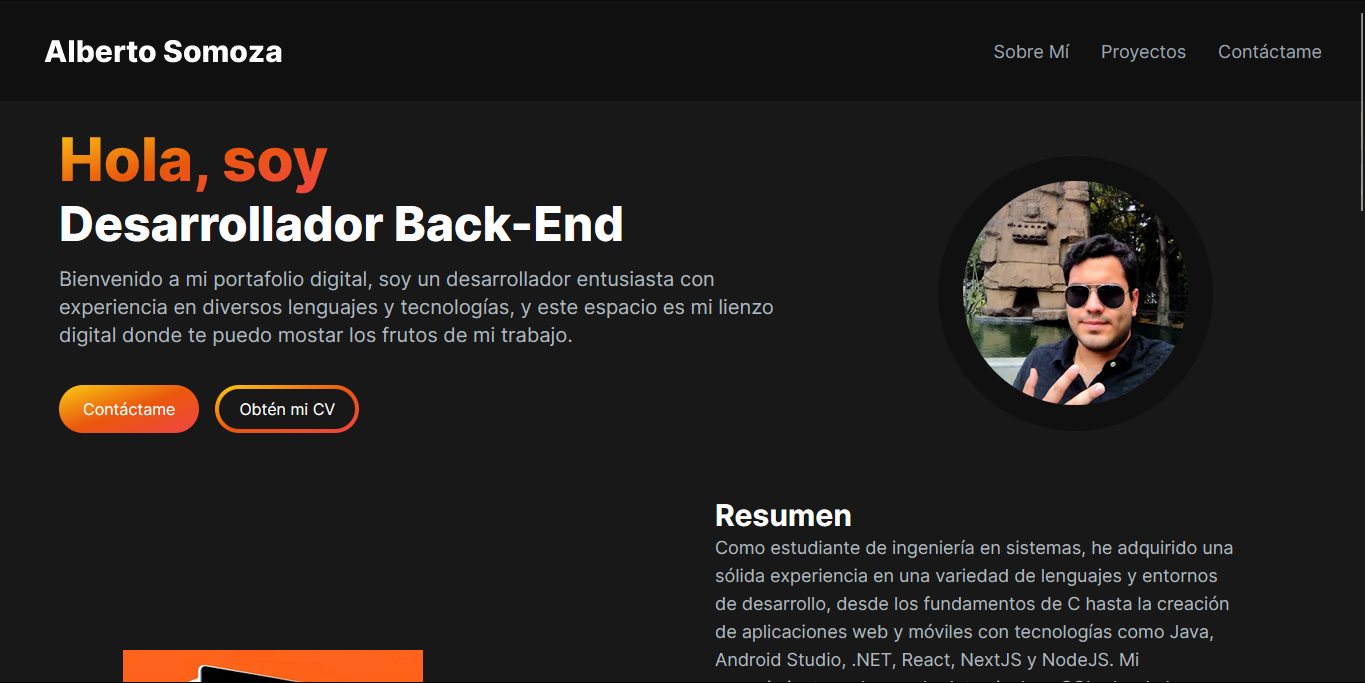 Alberto Somoza
Sobre Mí Proyectos Contáctame
Hola, soy
Desarrollador Back-End
Bienvenido a mi portafolio digital, soy un desarrollador entusiasta con
experiencia en diversos lenguajes y tecnologías, y este espacio es mi lienzo
digital donde te puedo mostar los frutos de mi trabajo.
Contáctame
Obtén mi CV
Resumen
Como estudiante de ingeniería en sistemas, he adquirido una
sólida experiencia en una variedad de lenguajes y entornos
de desarrollo, desde los fundamentos de C hasta la creación
de aplicaciones web y móviles con tecnologías como Java,
Android Studio, .NET, React, NextJS y NodeJS. Mi